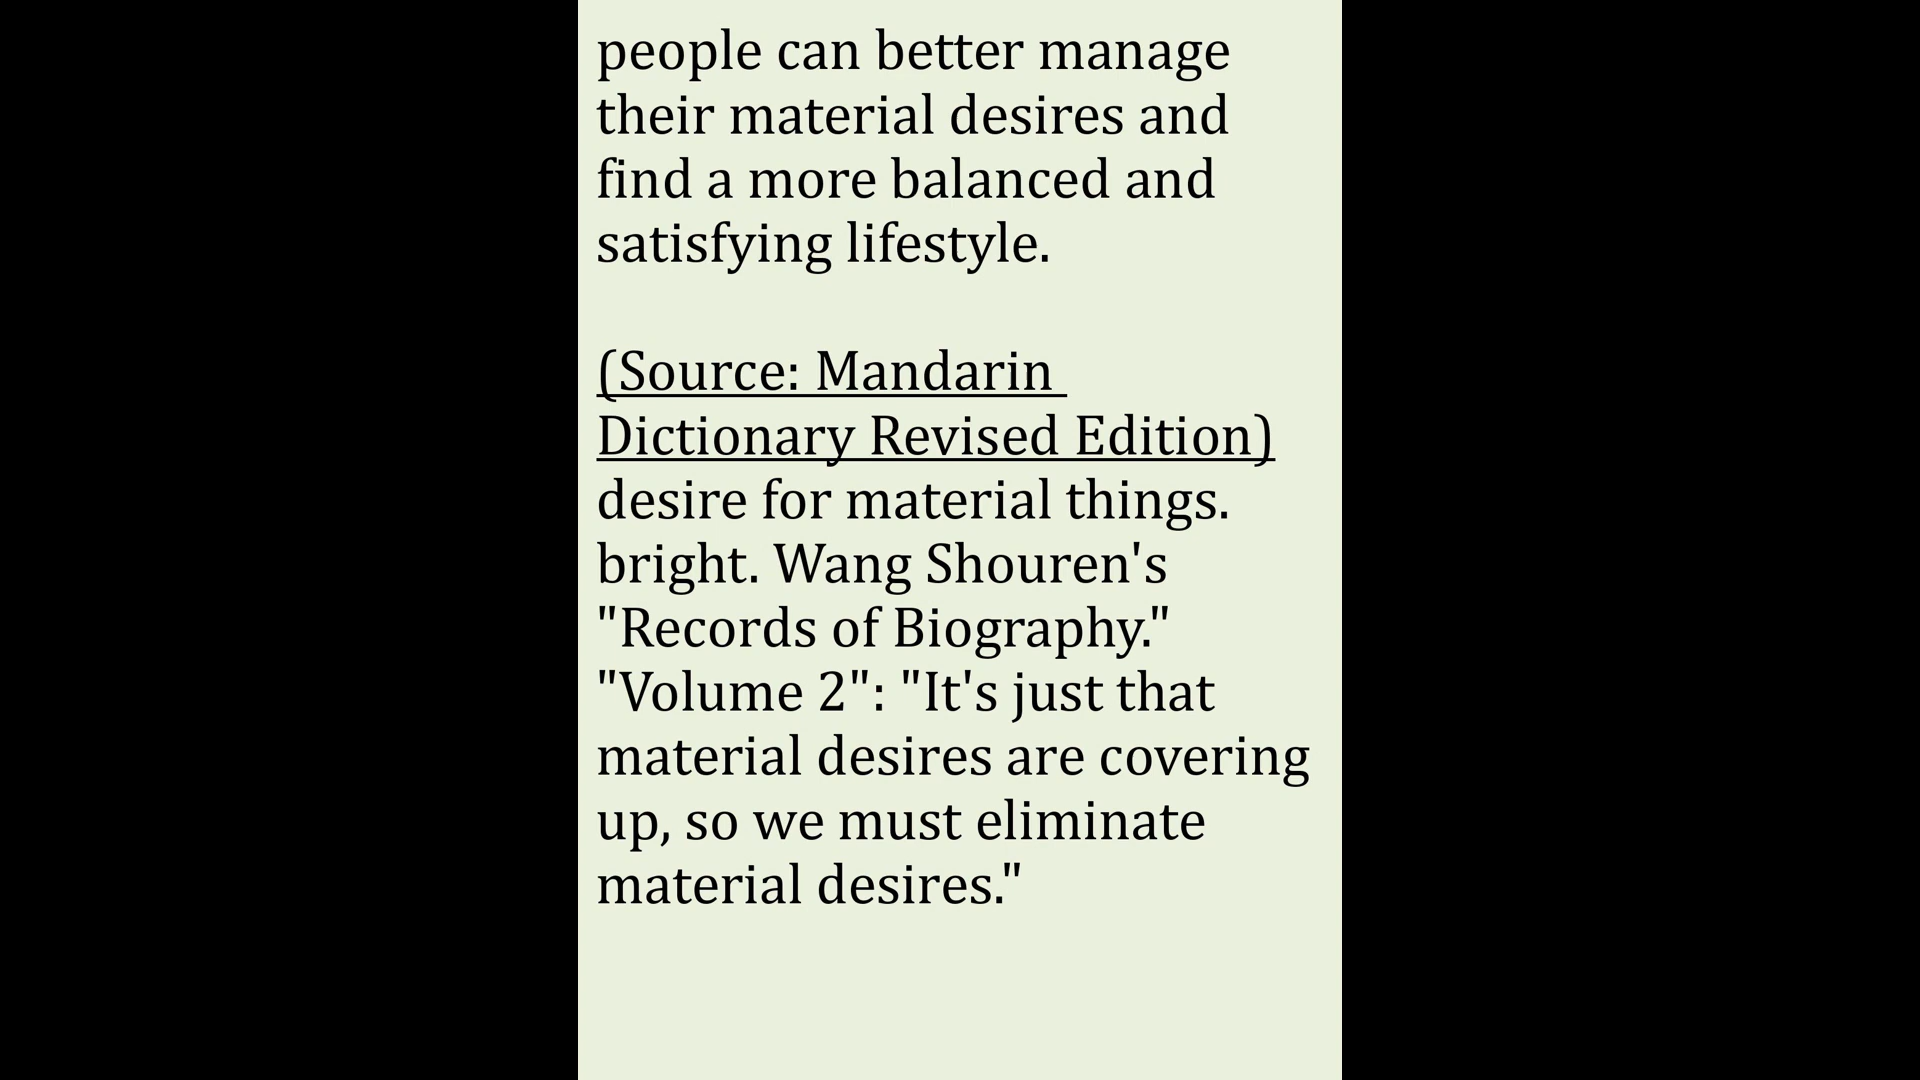 people can better manage
their material desires and
find a more balanced and
satisfying lifestyle.
(Source: Mandarin
Dictionary Revised Edition)
desire for material things.
bright. Wang Shouren's
"Records of Biography."
"Volume 2": "It's just that
material desires are covering
up, so we must eliminate
material desires."